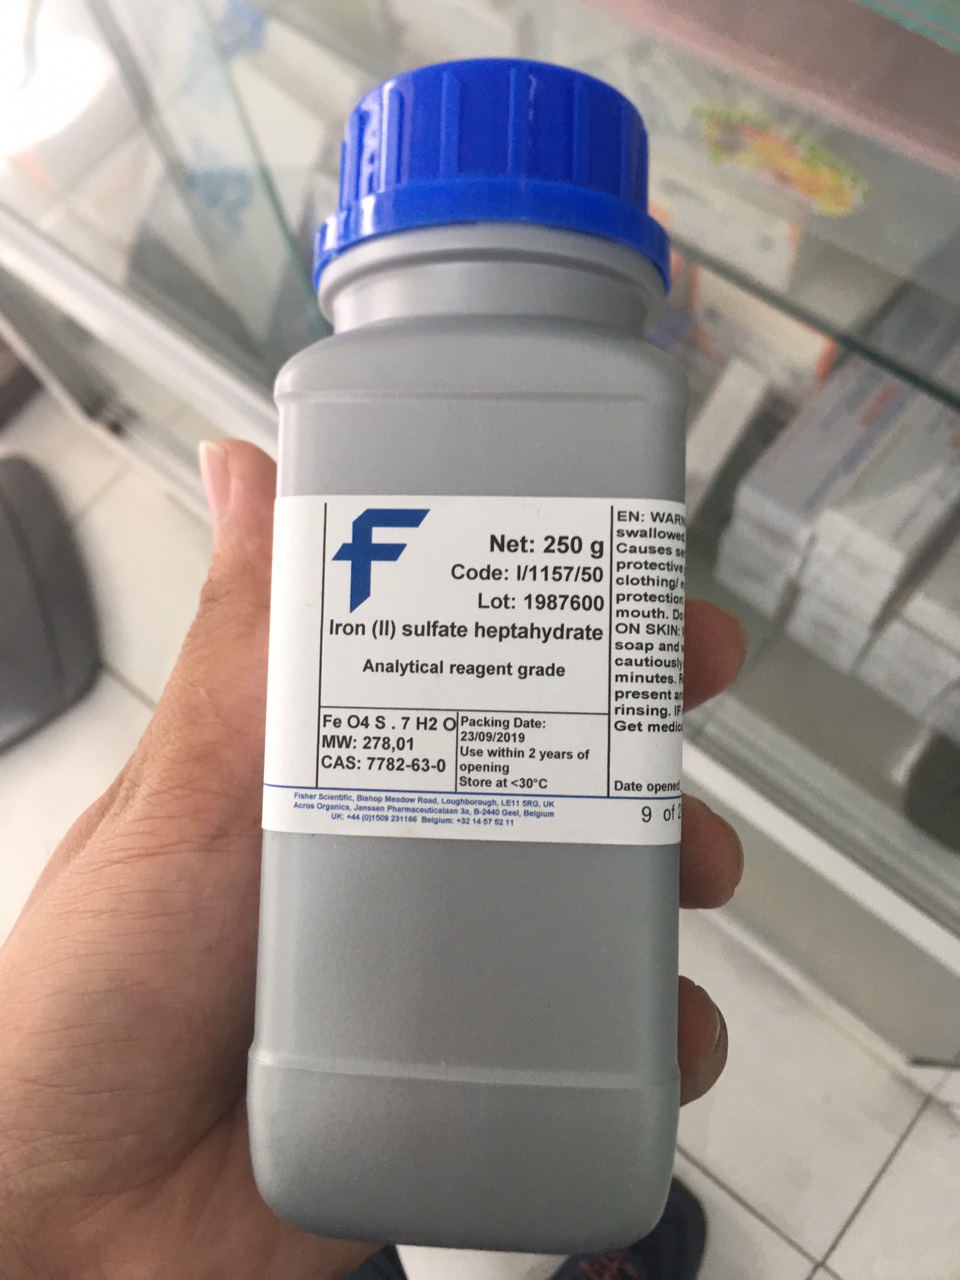 Net: 250 g
Code: I/1157/50
Lot: 1987600
Iron (II) sulfate heptahydrate
Analytical reagent grade
Fe O4 S . 7 H2 O
MW: 278,01
CAS: 7782-63-0
Packing Date:
23/09/2019
Use within 2 years of
opening
Store at <30°C
Fisher Scientific, Bishop Meadow Road, Loughborough, LE11 5RG, UK
Acros Organics, Janssen Pharmaceuticalaan 3a, B-2440 Geel, Belgium
UK: +44 (0)1509 231166 Belgium: +32 14 57 52 11
EN: WARN
swallowed
Causes se
protective
clothing/
protection
mouth. Do
ON SKIN:
soap and
cautiously
minutes.
present an
rinsing. IF
Get medic
Date opened
9 of